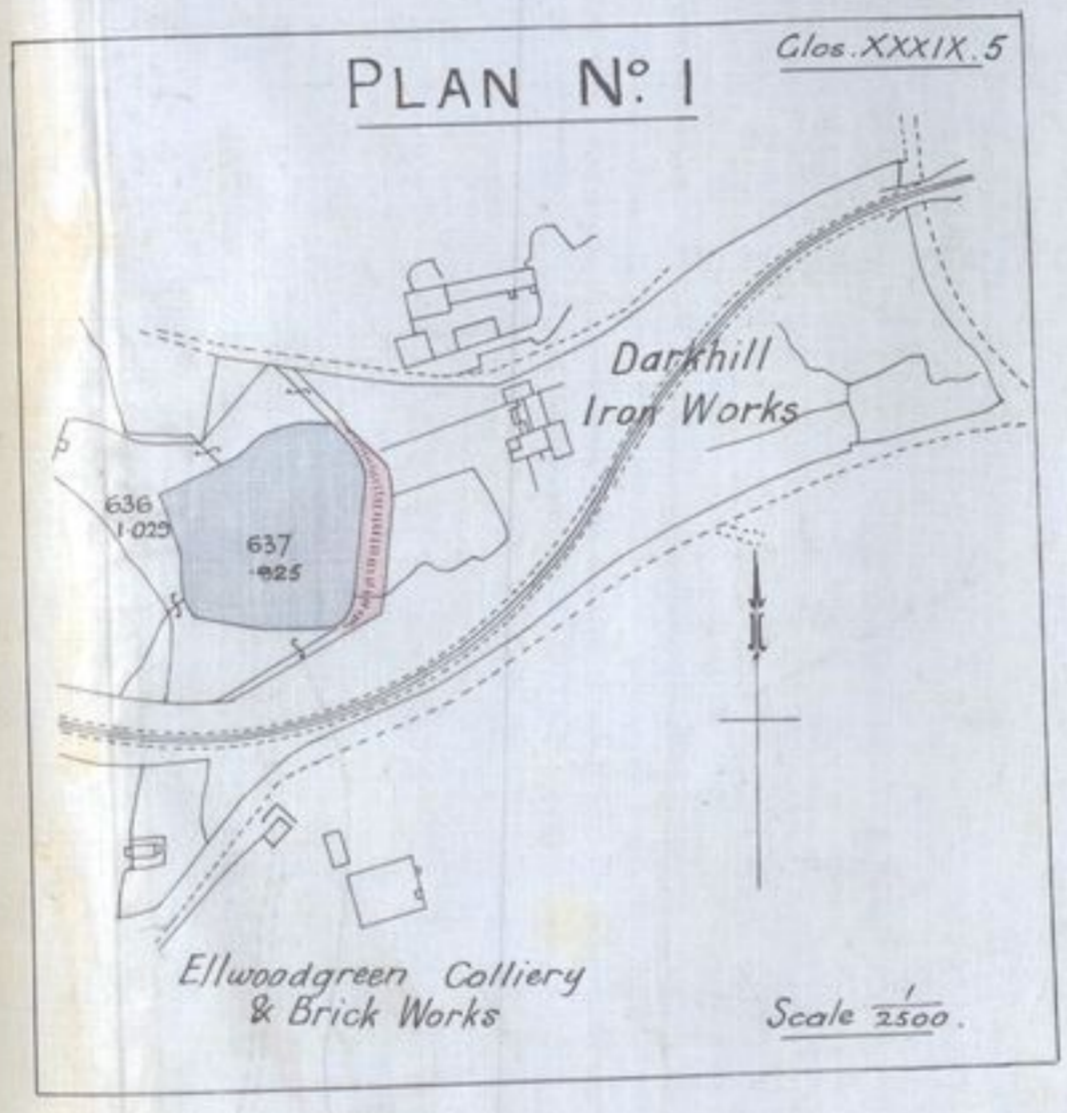 Glos. XXXIX. 5
PLAN Nº. 1
Darkhill
Iron Works
636
1.029
637
.825
Ellwoodgreen Colliery
& Brick Works
Scale 1/2500.